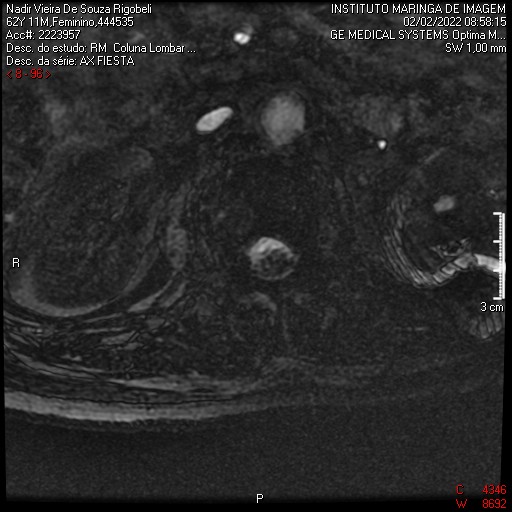 Nadir Vieira De Souza Rigobeli
INSTITUTO MARINGA DE IMAGEM
62Y 11M,Feminino,444535
02/02/2022 08:58:15
Acc#: 2223957
GE MEDICAL SYSTEMS Optima M...
Desc. do estudo: RM Coluna Lombar ...
SW 1,00 mm
Desc. da série: AX FIESTA
< 8 - 96 >
R
3 cm
P
C 4346
W 8692